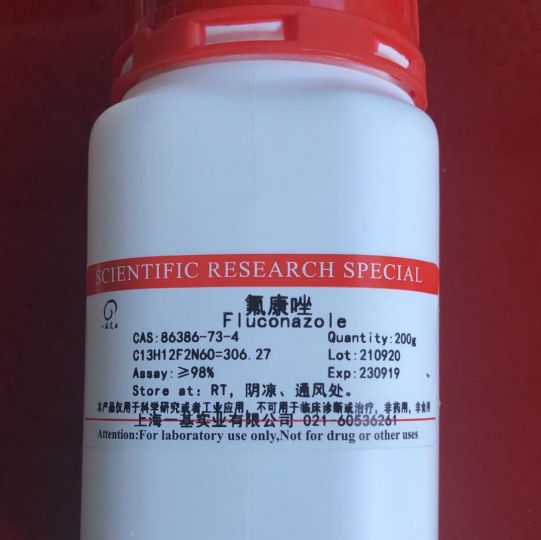 SCIENTIFIC RESEARCH SPECIAL
氟康唑
Fluconazole
CAS:86386-73-4 Quantity:200g
C13H12F2N6O=306.27 Lot:210920
Assay:≥98% Exp:230919
Store at: RT, 阴凉、通风处。
本产品仅用于科学研究或者工业应用, 不可用于临床诊断或治疗, 非药用, 非食用
上海一基实业有限公司 021-60536261
Attention:For laboratory use only,Not for drug or other uses